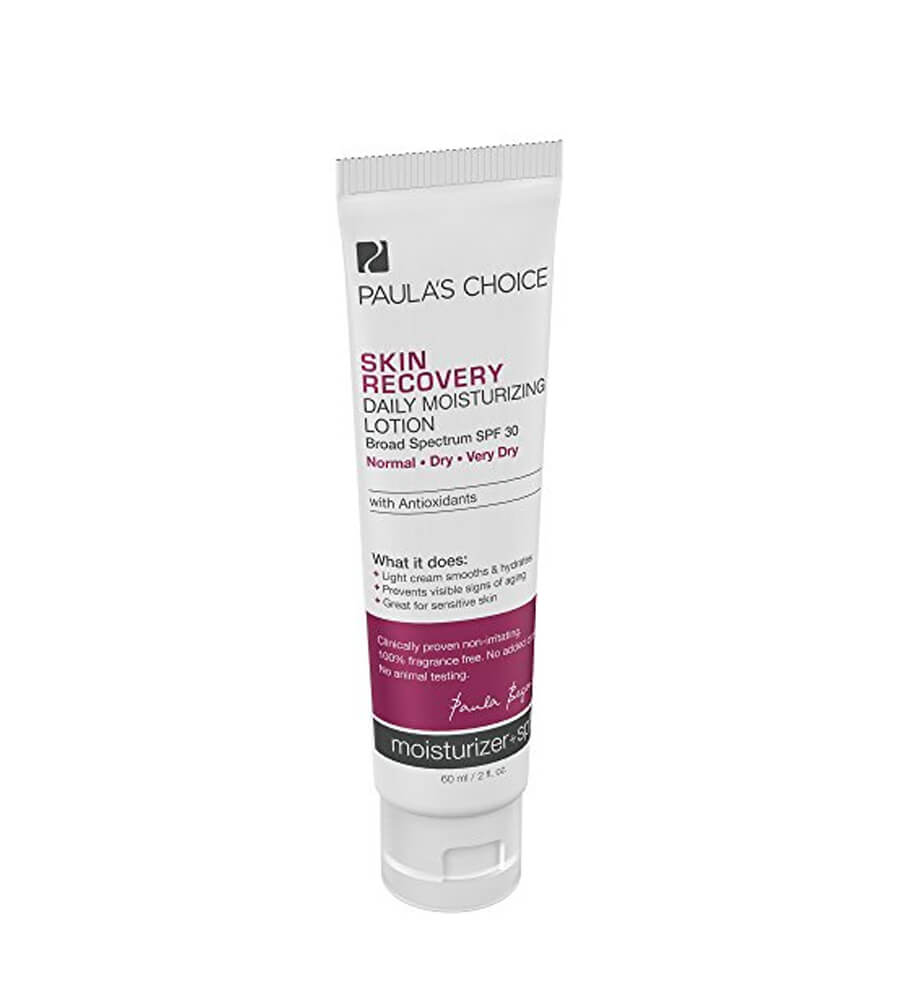 PAULA'S CHOICE
SKIN
RECOVERY
DAILY MOISTURIZING
LOTION
Broad Spectrum SPF 30
Normal • Dry • Very Dry
with Antioxidants
What it does:
+ Light cream smooths & hydrates
+ Prevents visible signs of aging
+ Great for sensitive skin
Clinically proven non-irritating.
100% fragrance free. No added
No animal testing.
Paula
moisturizer+sp
60 ml / 2 fl. oz.